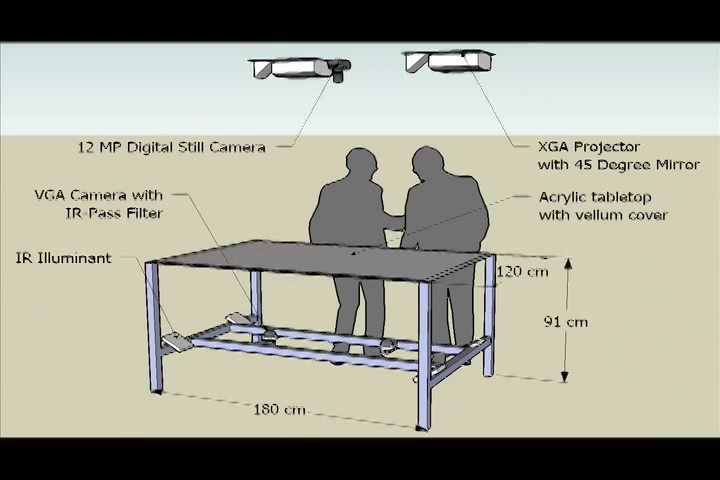 12 MP Digital Still Camera
XGA Projector
with 45 Degree Mirror
VGA Camera with
IR-Pass Filter
Acrylic tabletop
with vellum cover
IR Illuminant
120 cm
91 cm
180 cm